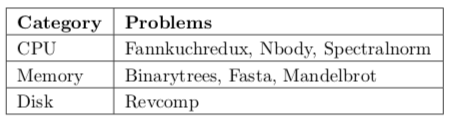 Category Problems
CPU Fannkuchredux, Nbody, Spectralnorm
Memory Binarytrees, Fasta, Mandelbrot
Disk Revcomp